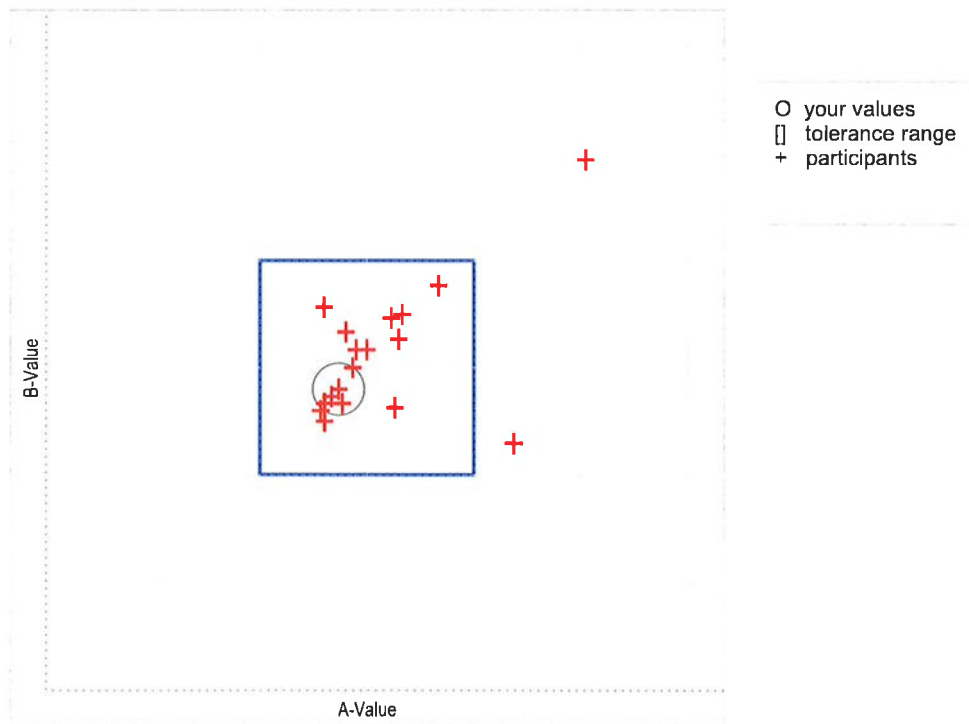 O your values
[] tolerance range
+ participants
B-Value
A-Value